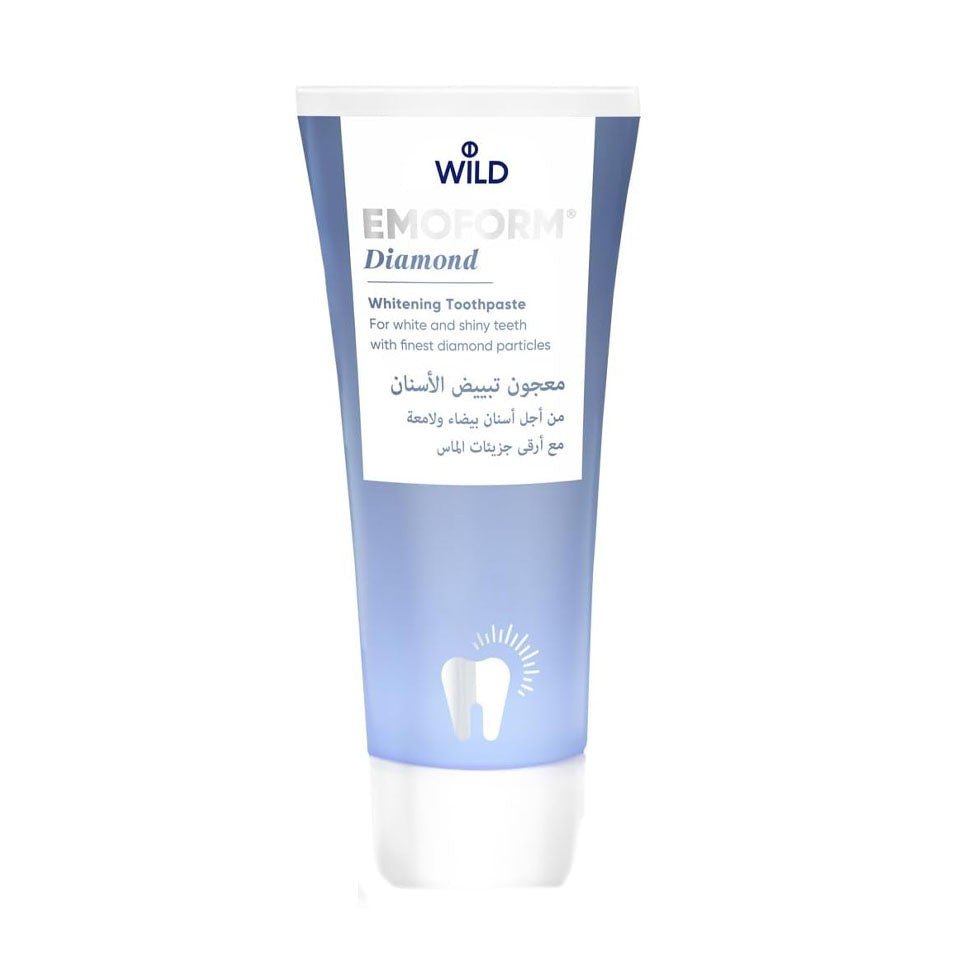 WILD
EMOFORM®
Diamond
Whitening Toothpaste
For white and shiny teeth
with finest diamond particles
معجون تبييض الأسنان
من أجل أسنان بيضاء ولامعة
مع أرقى جزيئات الماس